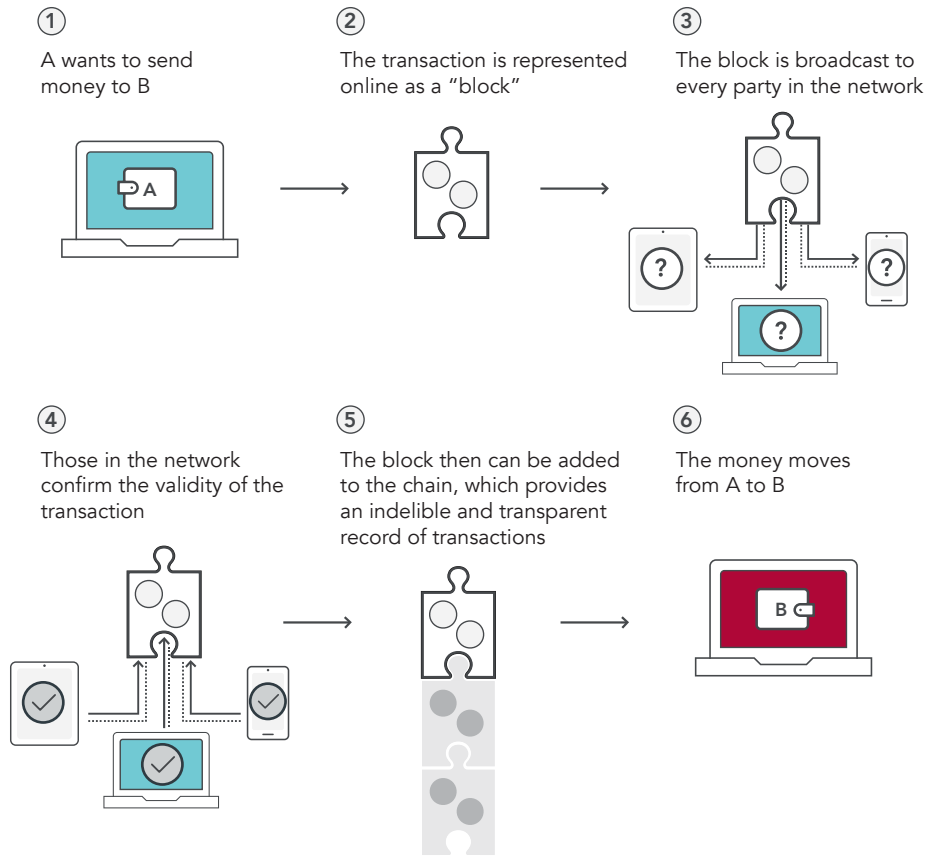 1
A wants to send
money to B
A
2
The transaction is represented
online as a “block”
3
The block is broadcast to
every party in the network
?
?
?
4
Those in the network
confirm the validity of the
transaction
5
The block then can be added
to the chain, which provides
an indelible and transparent
record of transactions
6
The money moves
from A to B
B